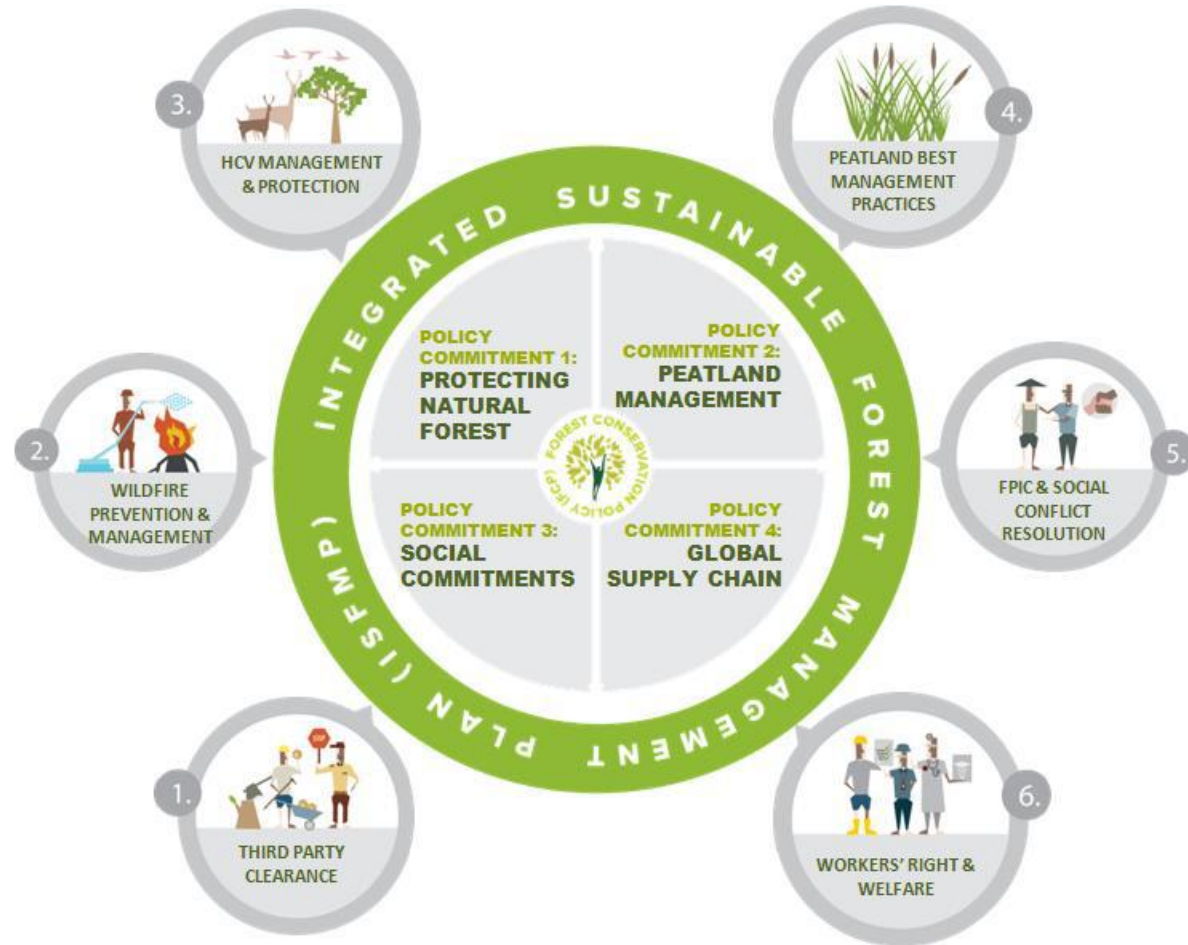 3.
HCV MANAGEMENT
& PROTECTION
4.
PEATLAND BEST
MANAGEMENT
PRACTICES
INTEGRATED SUSTAINABLE FOREST MANAGEMENT PLAN (ISFMP)
POLICY
COMMITMENT 1:
PROTECTING
NATURAL
FOREST
POLICY
COMMITMENT 2:
PEATLAND
MANAGEMENT
FOREST CONSERVATION POLICY (FCP)
POLICY
COMMITMENT 3:
SOCIAL
COMMITMENTS
POLICY
COMMITMENT 4:
GLOBAL
SUPPLY CHAIN
2.
WILDFIRE
PREVENTION &
MANAGEMENT
5.
FPIC & SOCIAL
CONFLICT
RESOLUTION
1.
STOP
THIRD PARTY
CLEARANCE
6.
WORKERS' RIGHT &
WELFARE